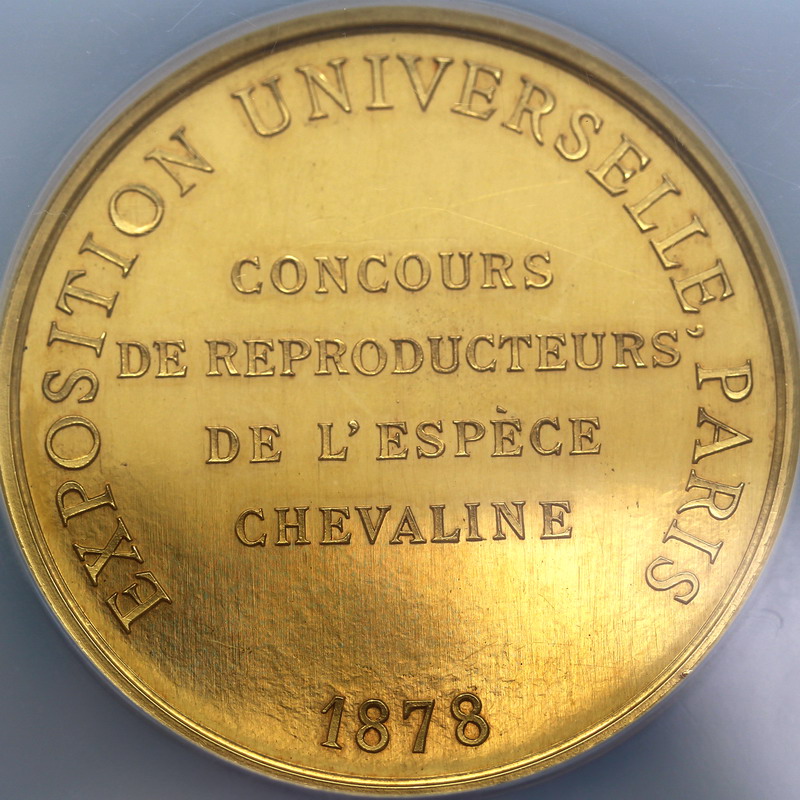 EXPOSITION UNIVERSELLE, PARIS
CONCOURS
DE REPRODUCTEURS
DE L'ESPÈCE
CHEVALINE
1878